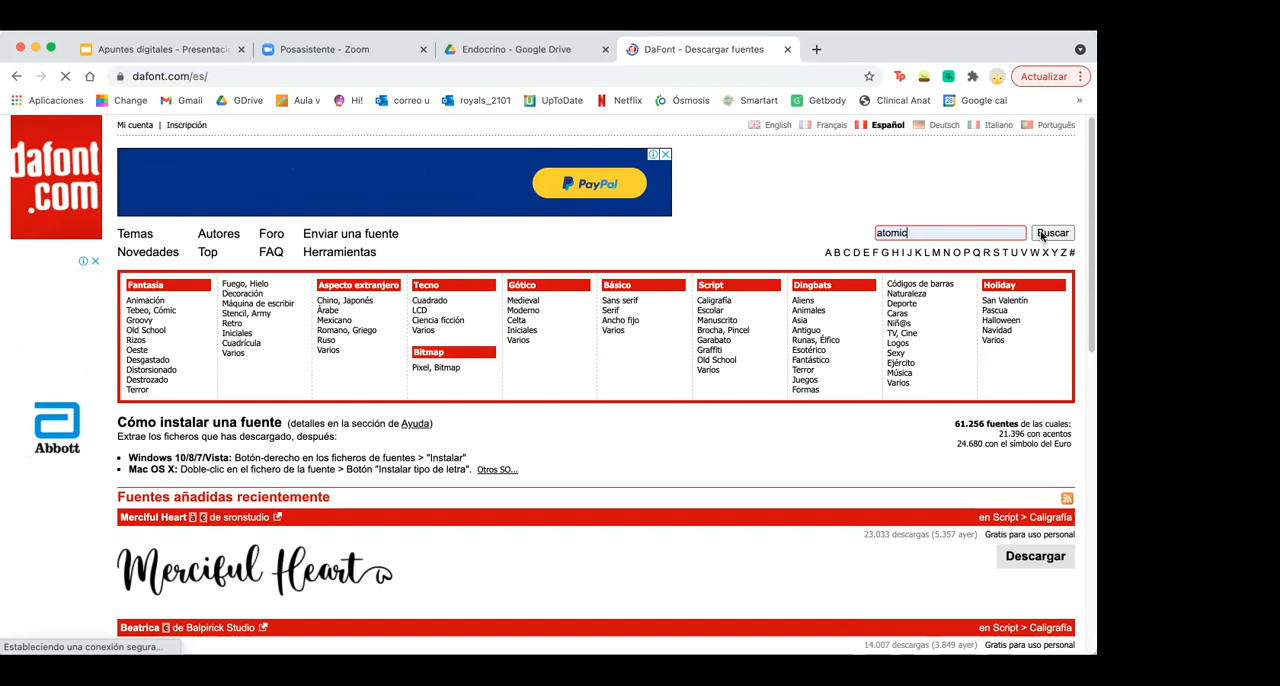 Apuntes digitales - Presentaci
Posasistente - Zoom
Endocrino - Google Drive
DaFont - Descargar fuentes
dafont.com/es/
Tp
Actualizar
Aplicaciones
Change
Gmail
GDrive
Aula v
Hi!
correo u
royals_2101
UpToDate
Netflix
Ósmosis
Smartart
Getbody
Clinical Anat
Google cal
»
dafont
.com
Mi cuenta | Inscripción
English
Français
Español
Deutsch
Italiano
Português
PayPal
Temas
Autores
Foro
Enviar una fuente
atomic
Buscar
Novedades
Top
FAQ
Herramientas
A B C D E F G H I J K L M N O P Q R S T U V W X Y Z #
Fantasía
Animación
Tebeo, Cómic
Groovy
Old School
Rizos
Oeste
Desgastado
Distorsionado
Destrozado
Terror
Fuego, Hielo
Decoración
Máquina de escribir
Stencil, Army
Retro
Iniciales
Cuadrícula
Varios
Aspecto extranjero
Chino, Japonés
Árabe
Mexicano
Romano, Griego
Ruso
Varios
Tecno
Cuadrado
LCD
Ciencia ficción
Varios
Bitmap
Pixel, Bitmap
Gótico
Medieval
Moderno
Celta
Iniciales
Varios
Básico
Sans serif
Serif
Ancho fijo
Varios
Script
Caligrafía
Escolar
Manuscrito
Brocha, Pincel
Garabato
Graffiti
Old School
Varios
Dingbats
Aliens
Animales
Asia
Antiguo
Runas, Élfico
Esotérico
Fantástico
Terror
Juegos
Formas
Códigos de barras
Naturaleza
Deporte
Caras
Niñ@s
TV, Cine
Logos
Sexy
Ejército
Música
Varios
Holiday
San Valentín
Pascua
Halloween
Navidad
Varios
Abbott
Cómo instalar una fuente (detalles en la sección de Ayuda)
Extrae los ficheros que has descargado, después:
Windows 10/8/7/Vista: Botón-derecho en los ficheros de fuentes > "Instalar"
Mac OS X: Doble-clic en el fichero de la fuente > Botón "Instalar tipo de letra". Otros SO...
61.256 fuentes de las cuales:
21.396 con acentos
24.680 con el símbolo del Euro
Fuentes añadidas recientemente
Merciful Heart à € de sronstudio
en Script > Caligrafía
23.033 descargas (5.357 ayer) Gratis para uso personal
Merciful Heart
Descargar
Beatrica € de Balpirick Studio
en Script > Caligrafía
14.007 descargas (3.849 ayer) Gratis para uso personal
Estableciendo una conexión segura...